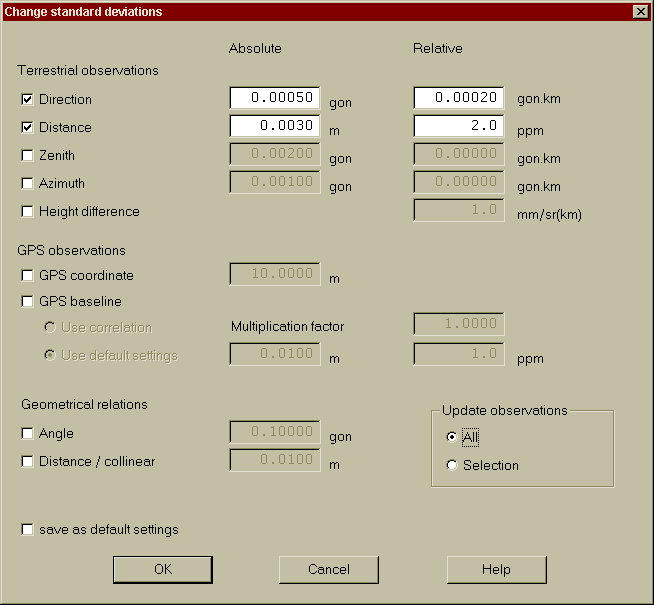 Change standard deviations
Absolute Relative
Terrestrial observations
Direction 0.00050 gon 0.00020 gon.km
Distance 0.0030 m 2.0 ppm
Zenith 0.00200 gon 0.00000 gon.km
Azimuth 0.00100 gon 0.00000 gon.km
Height difference 1.0 mm/sr(km)
GPS observations
GPS coordinate 10.0000 m
GPS baseline
Use correlation Multiplication factor 1.0000
Use default settings 0.0100 m 1.0 ppm
Geometrical relations
Angle 0.10000 gon
Distance / collinear 0.0100 m
Update observations
All
Selection
save as default settings
OK Cancel Help